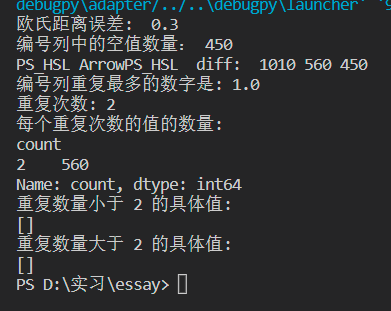 debugpy\adapter/../..\debugpy\launcher'
欧氏距离误差:  0.3
编号列中的空值数量： 450
PS_HSL ArrowPS_HSL  diff:  1010 560 450
编号列重复最多的数字是: 1.0
重复次数: 2
每个重复次数的值的数量:
count
2    560
Name: count, dtype: int64
重复数量小于 2 的具体值:
[]
重复数量大于 2 的具体值:
[]
PS D:\实习\essay>